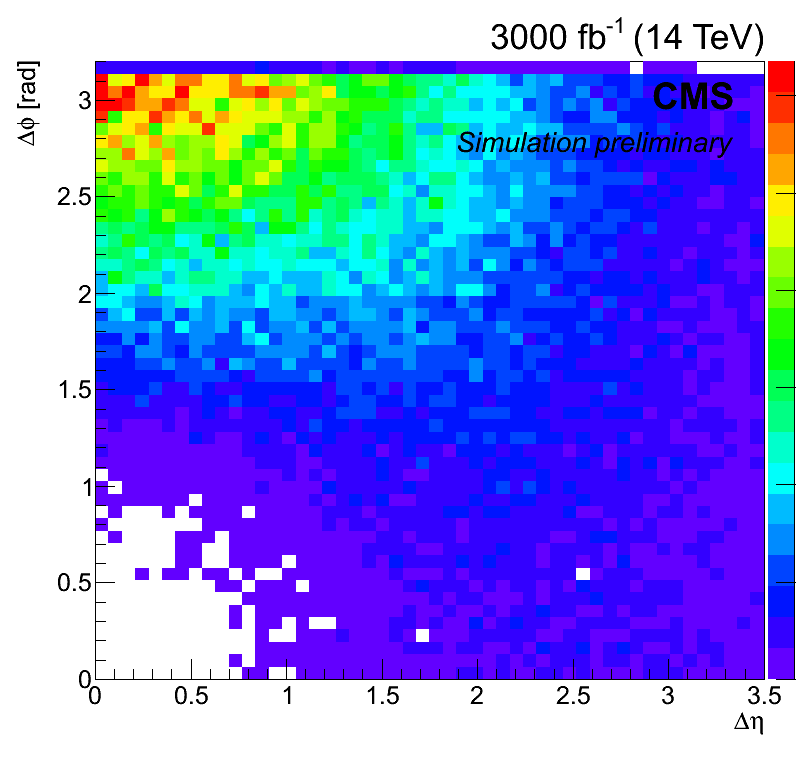 3000 fb⁻¹ (14 TeV)
Δϕ [rad]
CMS
Simulation preliminary
3
2.5
2
1.5
1
0.5
0
0 0.5 1 1.5 2 2.5 3 3.5
Δη